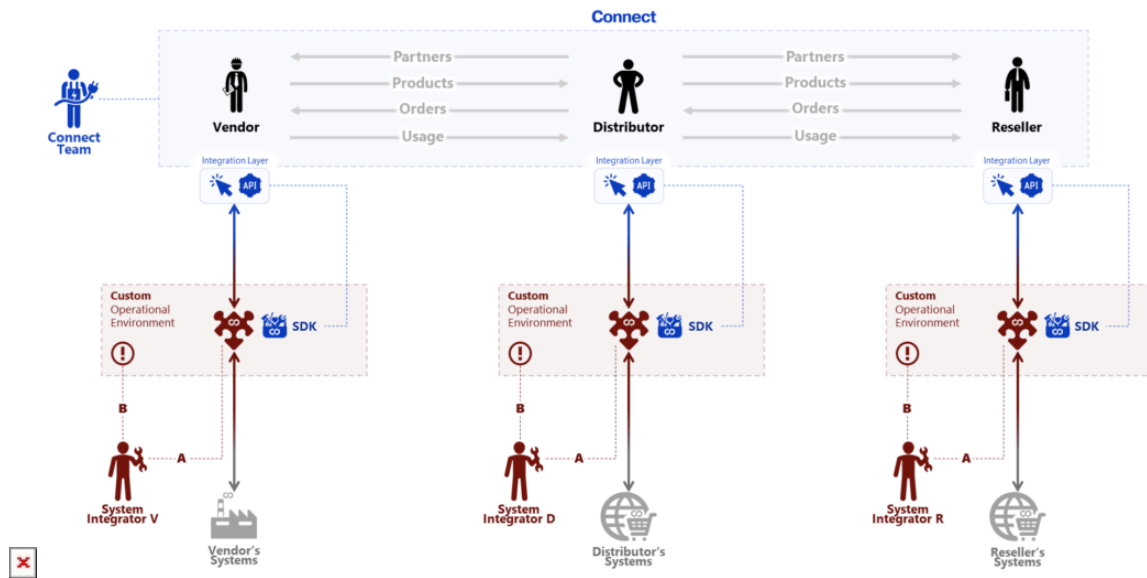 Connect
Partners
Partners
Products
Products
Orders
Orders
Usage
Usage
Vendor
Distributor
Reseller
Connect
Team
Integration Layer
API
Integration Layer
API
Integration Layer
API
Custom
Operational
Environment
SDK
Custom
Operational
Environment
SDK
Custom
Operational
Environment
SDK
B
A
B
A
B
A
System
Integrator V
Vendor's
Systems
System
Integrator D
Distributor's
Systems
System
Integrator R
Reseller's
Systems